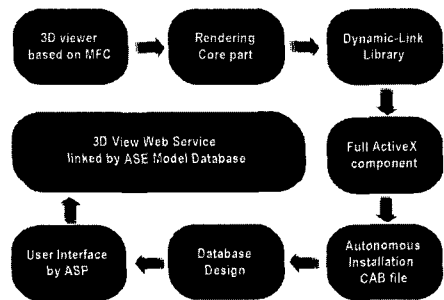 3D viewer
based on MFC
Rendering
Core part
Dynamic-Link
Library
3D View Web Service
linked by ASE Model Database
Full ActiveX
component
User Interface
by ASP
Database
Design
Autonomous
Installation
CAB file